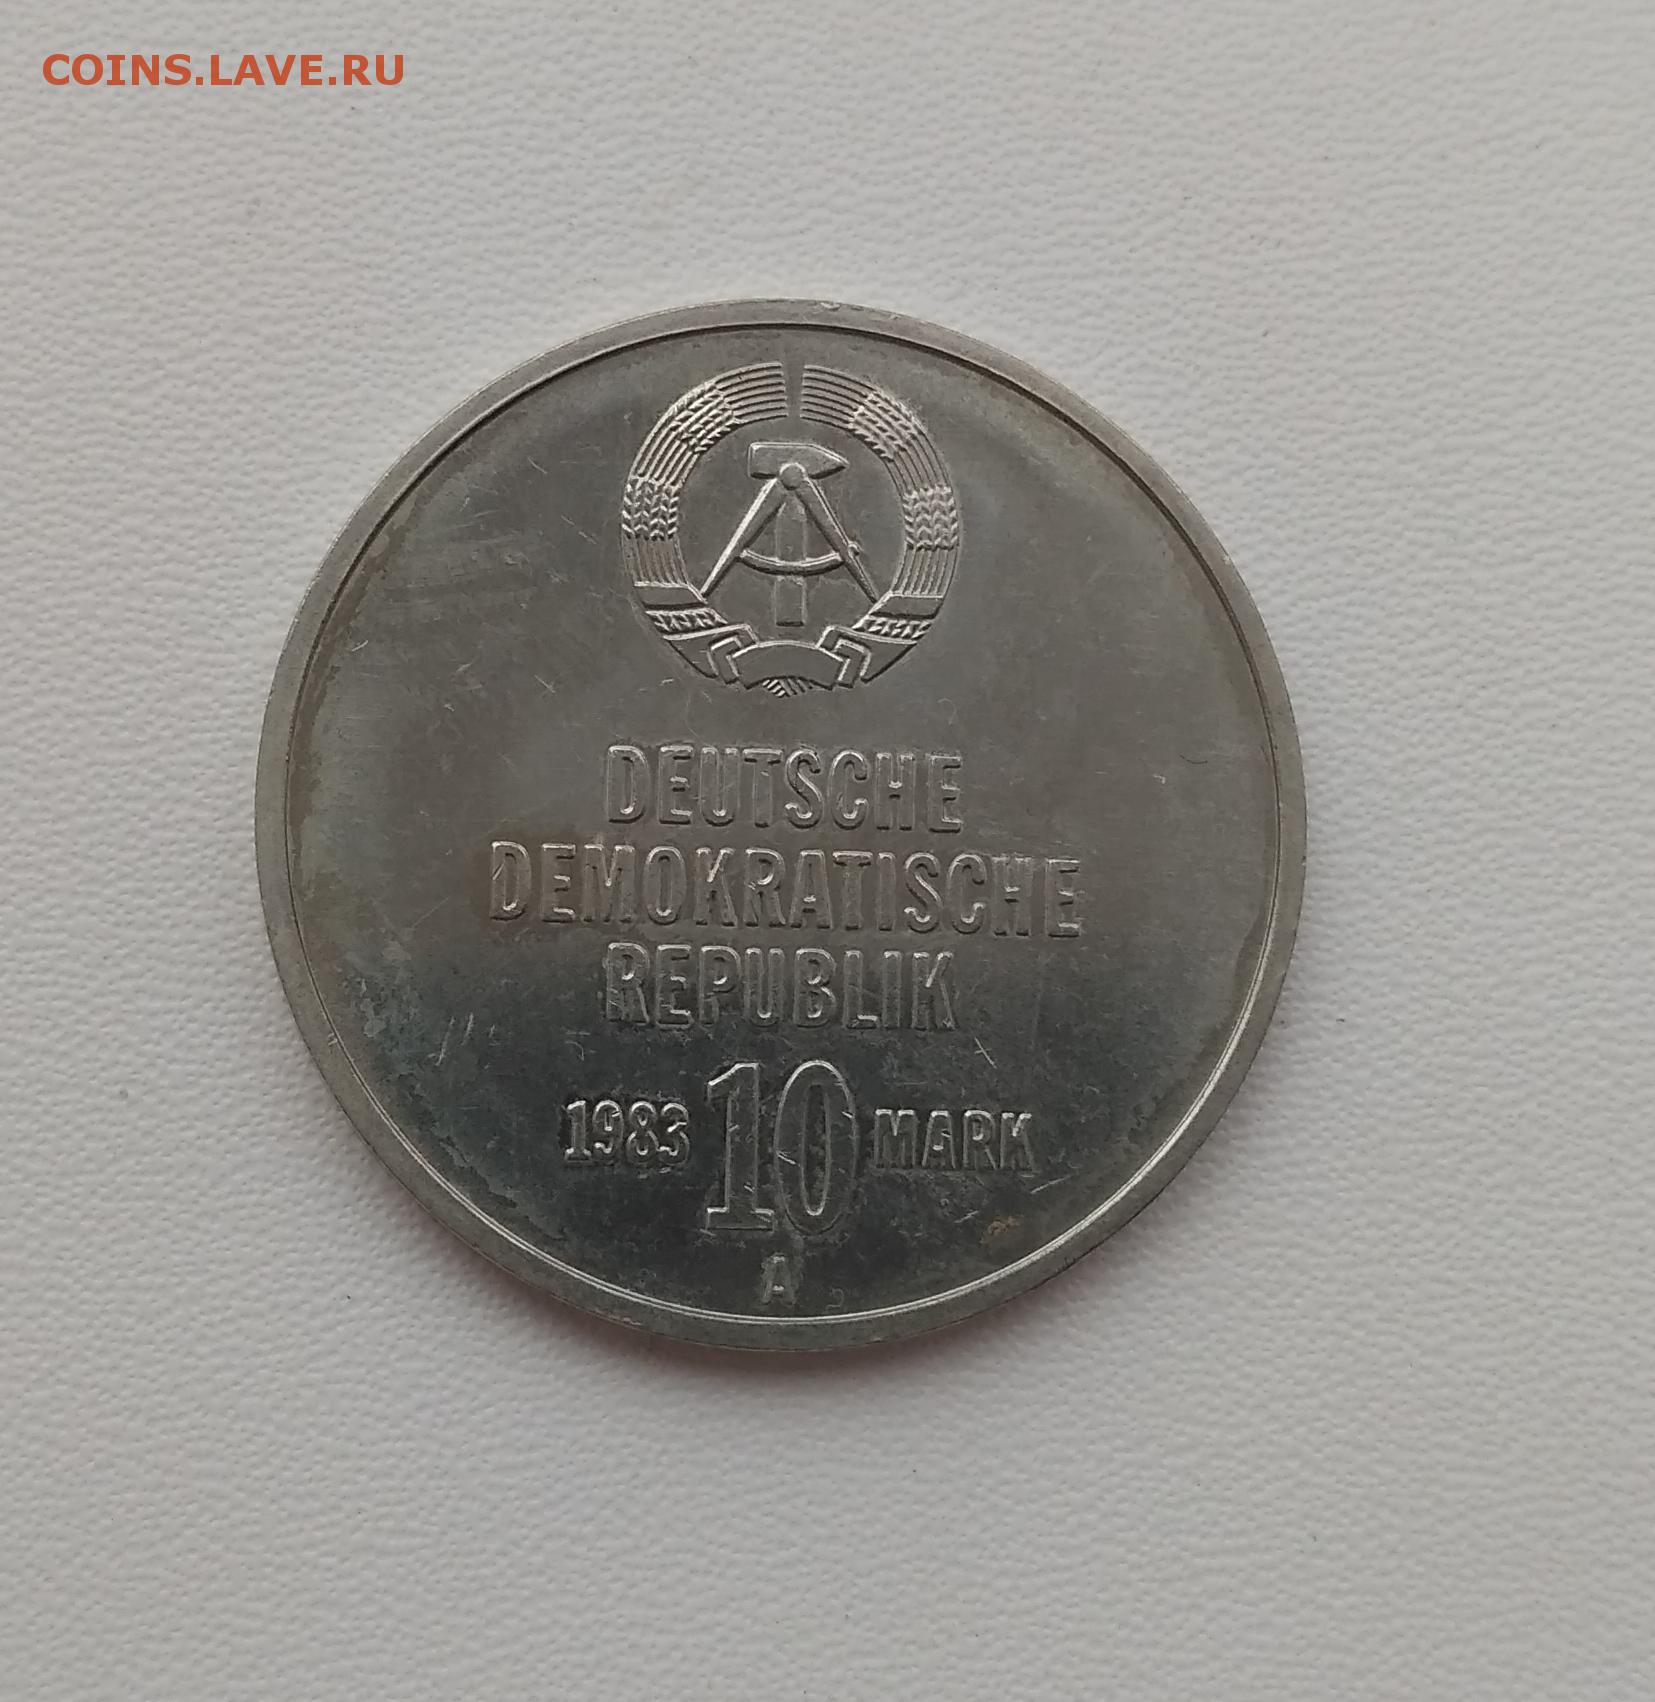 COINS.LAVE.RU
DEUTSCHE
DEMOKRATISCHE
REPUBLIK
1983 10 MARK
A